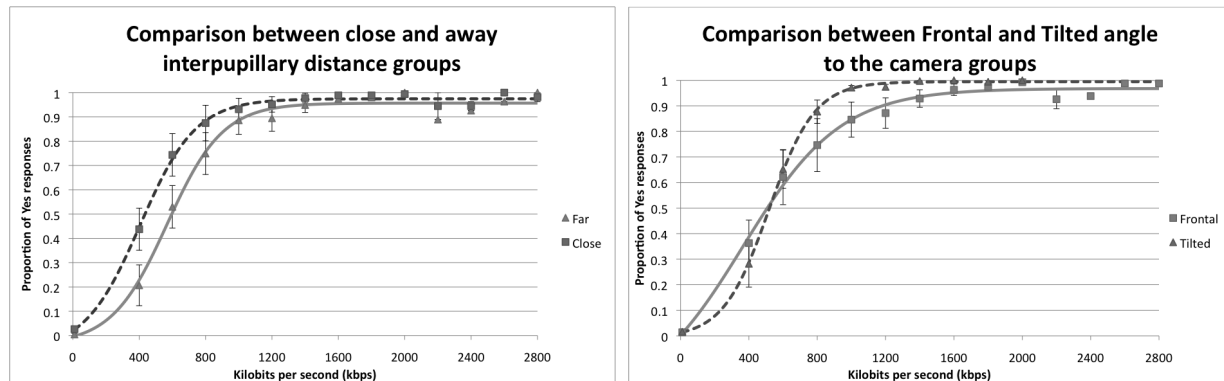 Comparison between close and away
interpupillary distance groups
Proportion of Yes responses
1
0.9
0.8
0.7
0.6
0.5
0.4
0.3
0.2
0.1
0
0 400 800 1200 1600 2000 2400 2800
Kilobits per second (kbps)
Far
Close
Comparison between Frontal and Tilted angle
to the camera groups
Proportion of Yes responses
1
0.9
0.8
0.7
0.6
0.5
0.4
0.3
0.2
0.1
0
0 400 800 1200 1600 2000 2400 2800
Kilobits per second (kbps)
Frontal
Tilted